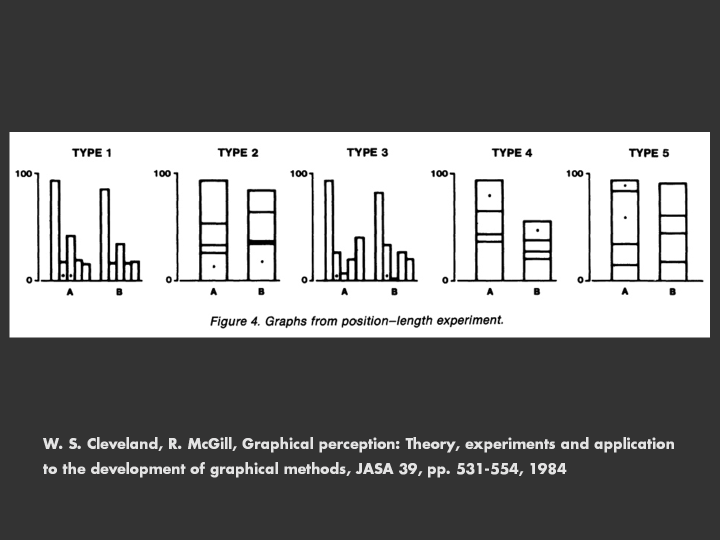 TYPE 1 TYPE 2 TYPE 3 TYPE 4 TYPE 5
100 100 100 100 100
0 0 0 0 0
A B A B A B A B A B
Figure 4. Graphs from position–length experiment.
W. S. Cleveland, R. McGill, Graphical perception: Theory, experiments and application
to the development of graphical methods, JASA 39, pp. 531-554, 1984